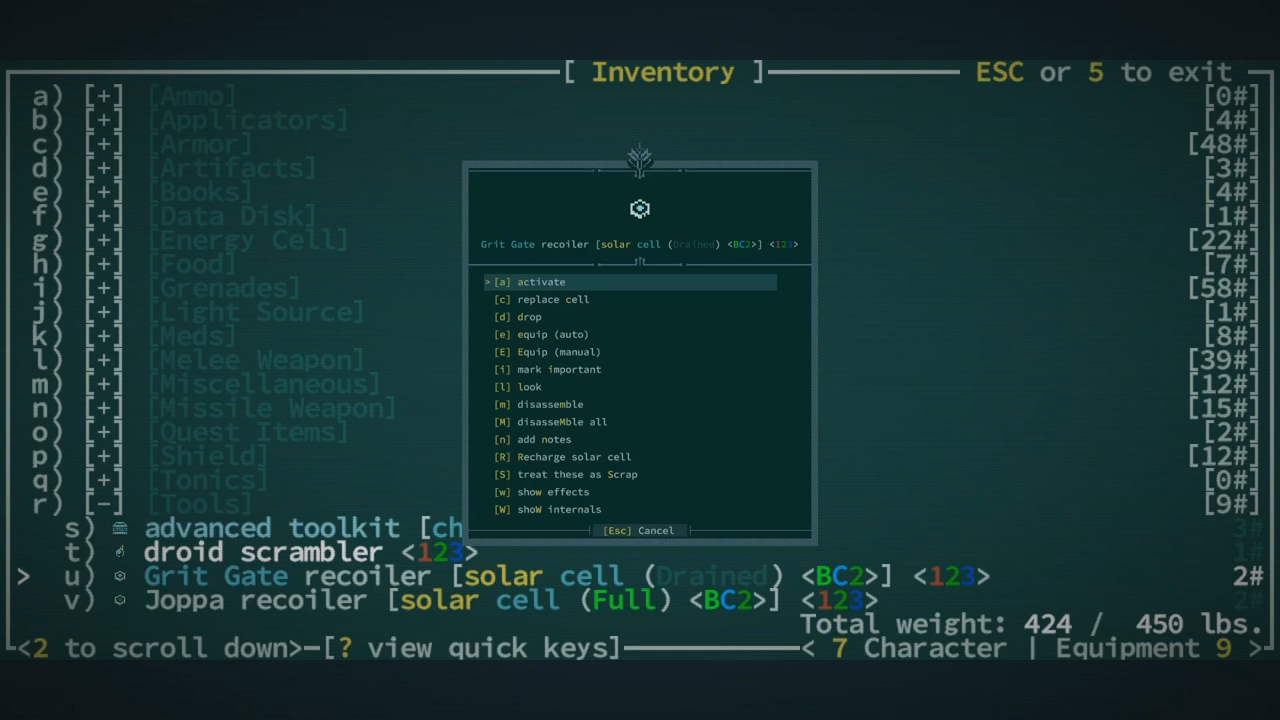 [ Inventory ] ESC or 5 to exit
a) [+] [Ammo] [0#]
b) [+] [Applicators] [4#]
c) [+] [Armor] [48#]
d) [+] [Artifacts] [3#]
e) [+] [Books] [4#]
f) [+] [Data Disk] [1#]
g) [+] [Energy Cell] [22#]
h) [+] [Food] [7#]
i) [+] [Grenades] [58#]
j) [+] [Light Source] [1#]
k) [+] [Meds] [8#]
l) [+] [Melee Weapon] [39#]
m) [+] [Miscellaneous] [12#]
n) [+] [Missile Weapon] [15#]
o) [+] [Quest Items] [2#]
p) [+] [Shield] [12#]
q) [+] [Tonics] [0#]
r) [−] [Tools] [9#]
s) advanced toolkit [ch 3#
t) droid scrambler <123> 1#
> u) Grit Gate recoiler [solar cell (Drained) <BC2>] <123> 2#
v) Joppa recoiler [solar cell (Full) <BC2>] <123> 2#
Total weight: 424 / 450 lbs.
<2 to scroll down> [? view quick keys] < 7 Character | Equipment 9 >
Grit Gate recoiler [solar cell (Drained) <BC2>] <123>
> [a] activate
[c] replace cell
[d] drop
[e] equip (auto)
[E] Equip (manual)
[i] mark important
[l] look
[m] disassemble
[M] disasseMble all
[n] add notes
[R] Recharge solar cell
[S] treat these as Scrap
[w] show effects
[W] shoW internals
[Esc] Cancel